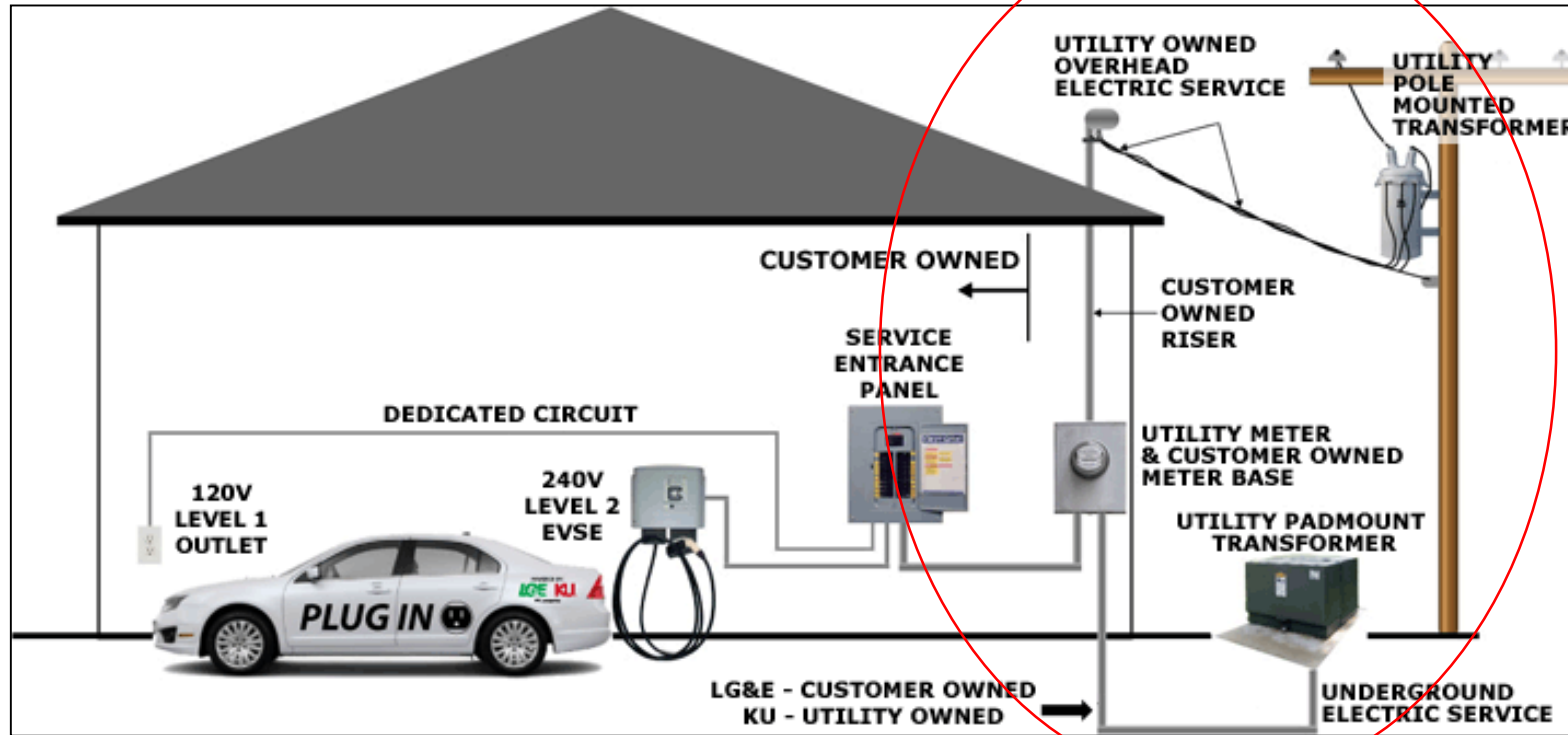 UTILITY OWNED
OVERHEAD
ELECTRIC SERVICE
UTILITY
POLE
MOUNTED
TRANSFORMER
CUSTOMER OWNED
CUSTOMER
OWNED
RISER
SERVICE
ENTRANCE
PANEL
DEDICATED CIRCUIT
UTILITY METER
& CUSTOMER OWNED
METER BASE
120V
LEVEL 1
OUTLET
240V
LEVEL 2
EVSE
UTILITY PADMOUNT
TRANSFORMER
PLUG IN
LG&E KU
LG&E - CUSTOMER OWNED
KU - UTILITY OWNED
UNDERGROUND
ELECTRIC SERVICE